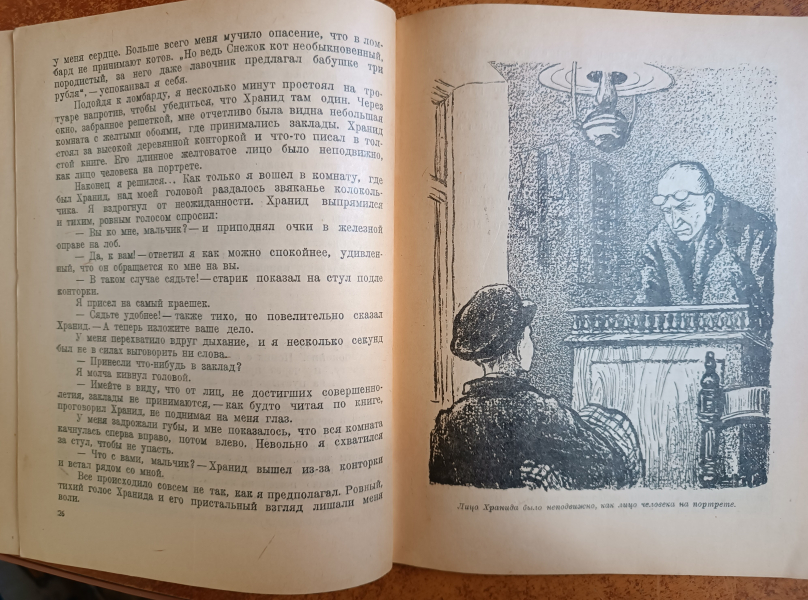 у меня сердце. Больше всего меня мучило опасение, что в лом-
бард не принимают котов. „Но ведь Снежок кот необыкновенный,
породистый, за него даже лавочник предлагал бабушке три
рубля“,—успокаивал я себя.
Подойдя к ломбарду, я несколько минут простоял на тро-
туаре напротив, чтобы убедиться, что Хранид там один. Через
окно, забранное решеткой, мне отчетливо была видна небольшая
комната с желтыми обоями, где принимались заклады. Хранид
стоял за высокой деревянной конторкой и что-то писал в тол-
стой книге. Его длинное желтоватое лицо было неподвижно,
как лицо человека на портрете.
Наконец я решился... Как только я вошел в комнату, где
был Хранид, над моей головой раздалось звяканье колоколь-
чика. Я вздрогнул от неожиданности. Хранид выпрямился
и тихим, ровным голосом спросил:
— Вы ко мне, мальчик?—и приподнял очки в железной
оправе на лоб.
— Да, к вам!—ответил я как можно спокойнее, удивлен-
ный, что он обращается ко мне на вы.
— В таком случае сядьте!—старик показал на стул подле
конторки.
Я присел на самый краешек.
— Сядьте удобнее!—также тихо, но повелительно сказал
Хранид.—А теперь изложите ваше дело.
У меня перехватило вдруг дыхание, и я несколько секунд
был не в силах выговорить ни слова.
— Принесли что-нибудь в заклад?
Я молча кивнул головой.
— Имейте в виду, что от лиц, не достигших совершенно-
летия, заклады не принимаются,—как будто читая по книге,
проговорил Хранид, не поднимая на меня глаз.
У меня задрожали губы, и мне показалось, что вся комната
качнулась сперва вправо, потом влево. Невольно я схватился
за стул, чтобы не упасть.
— Что с вами, мальчик?—Хранид вышел из-за конторки
и встал рядом со мной.
Все происходило совсем не так, как я предполагал. Ровный,
тихий голос Хранида и его пристальный взгляд лишали меня
воли.
26
Лицо Хранида было неподвижно, как лицо человека на портрете.